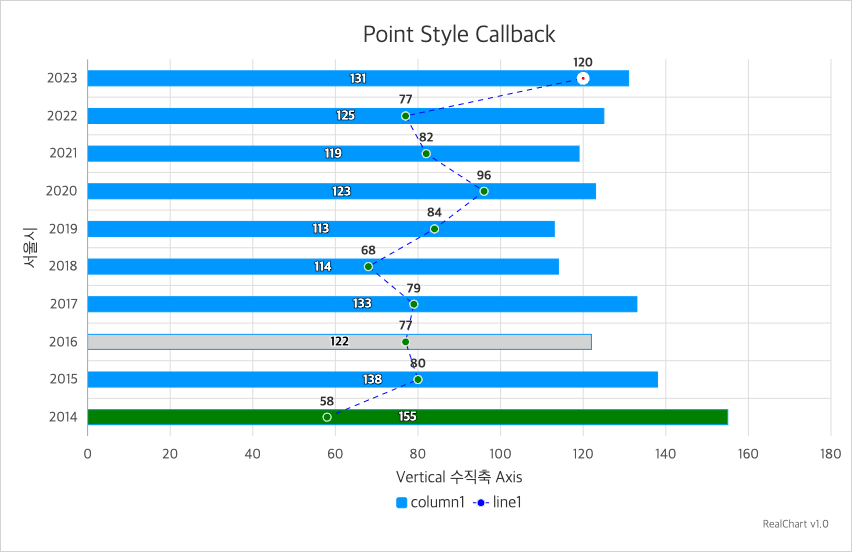 Point Style Callback
서울시
2023 131 120
2022 125 77
2021 119 82
2020 123 96
2019 113 84
2018 114 68
2017 133 79
2016 122 77
2015 138 80
2014 155 58
0 20 40 60 80 100 120 140 160 180
Vertical 수직축 Axis
column1 line1
RealChart v1.0